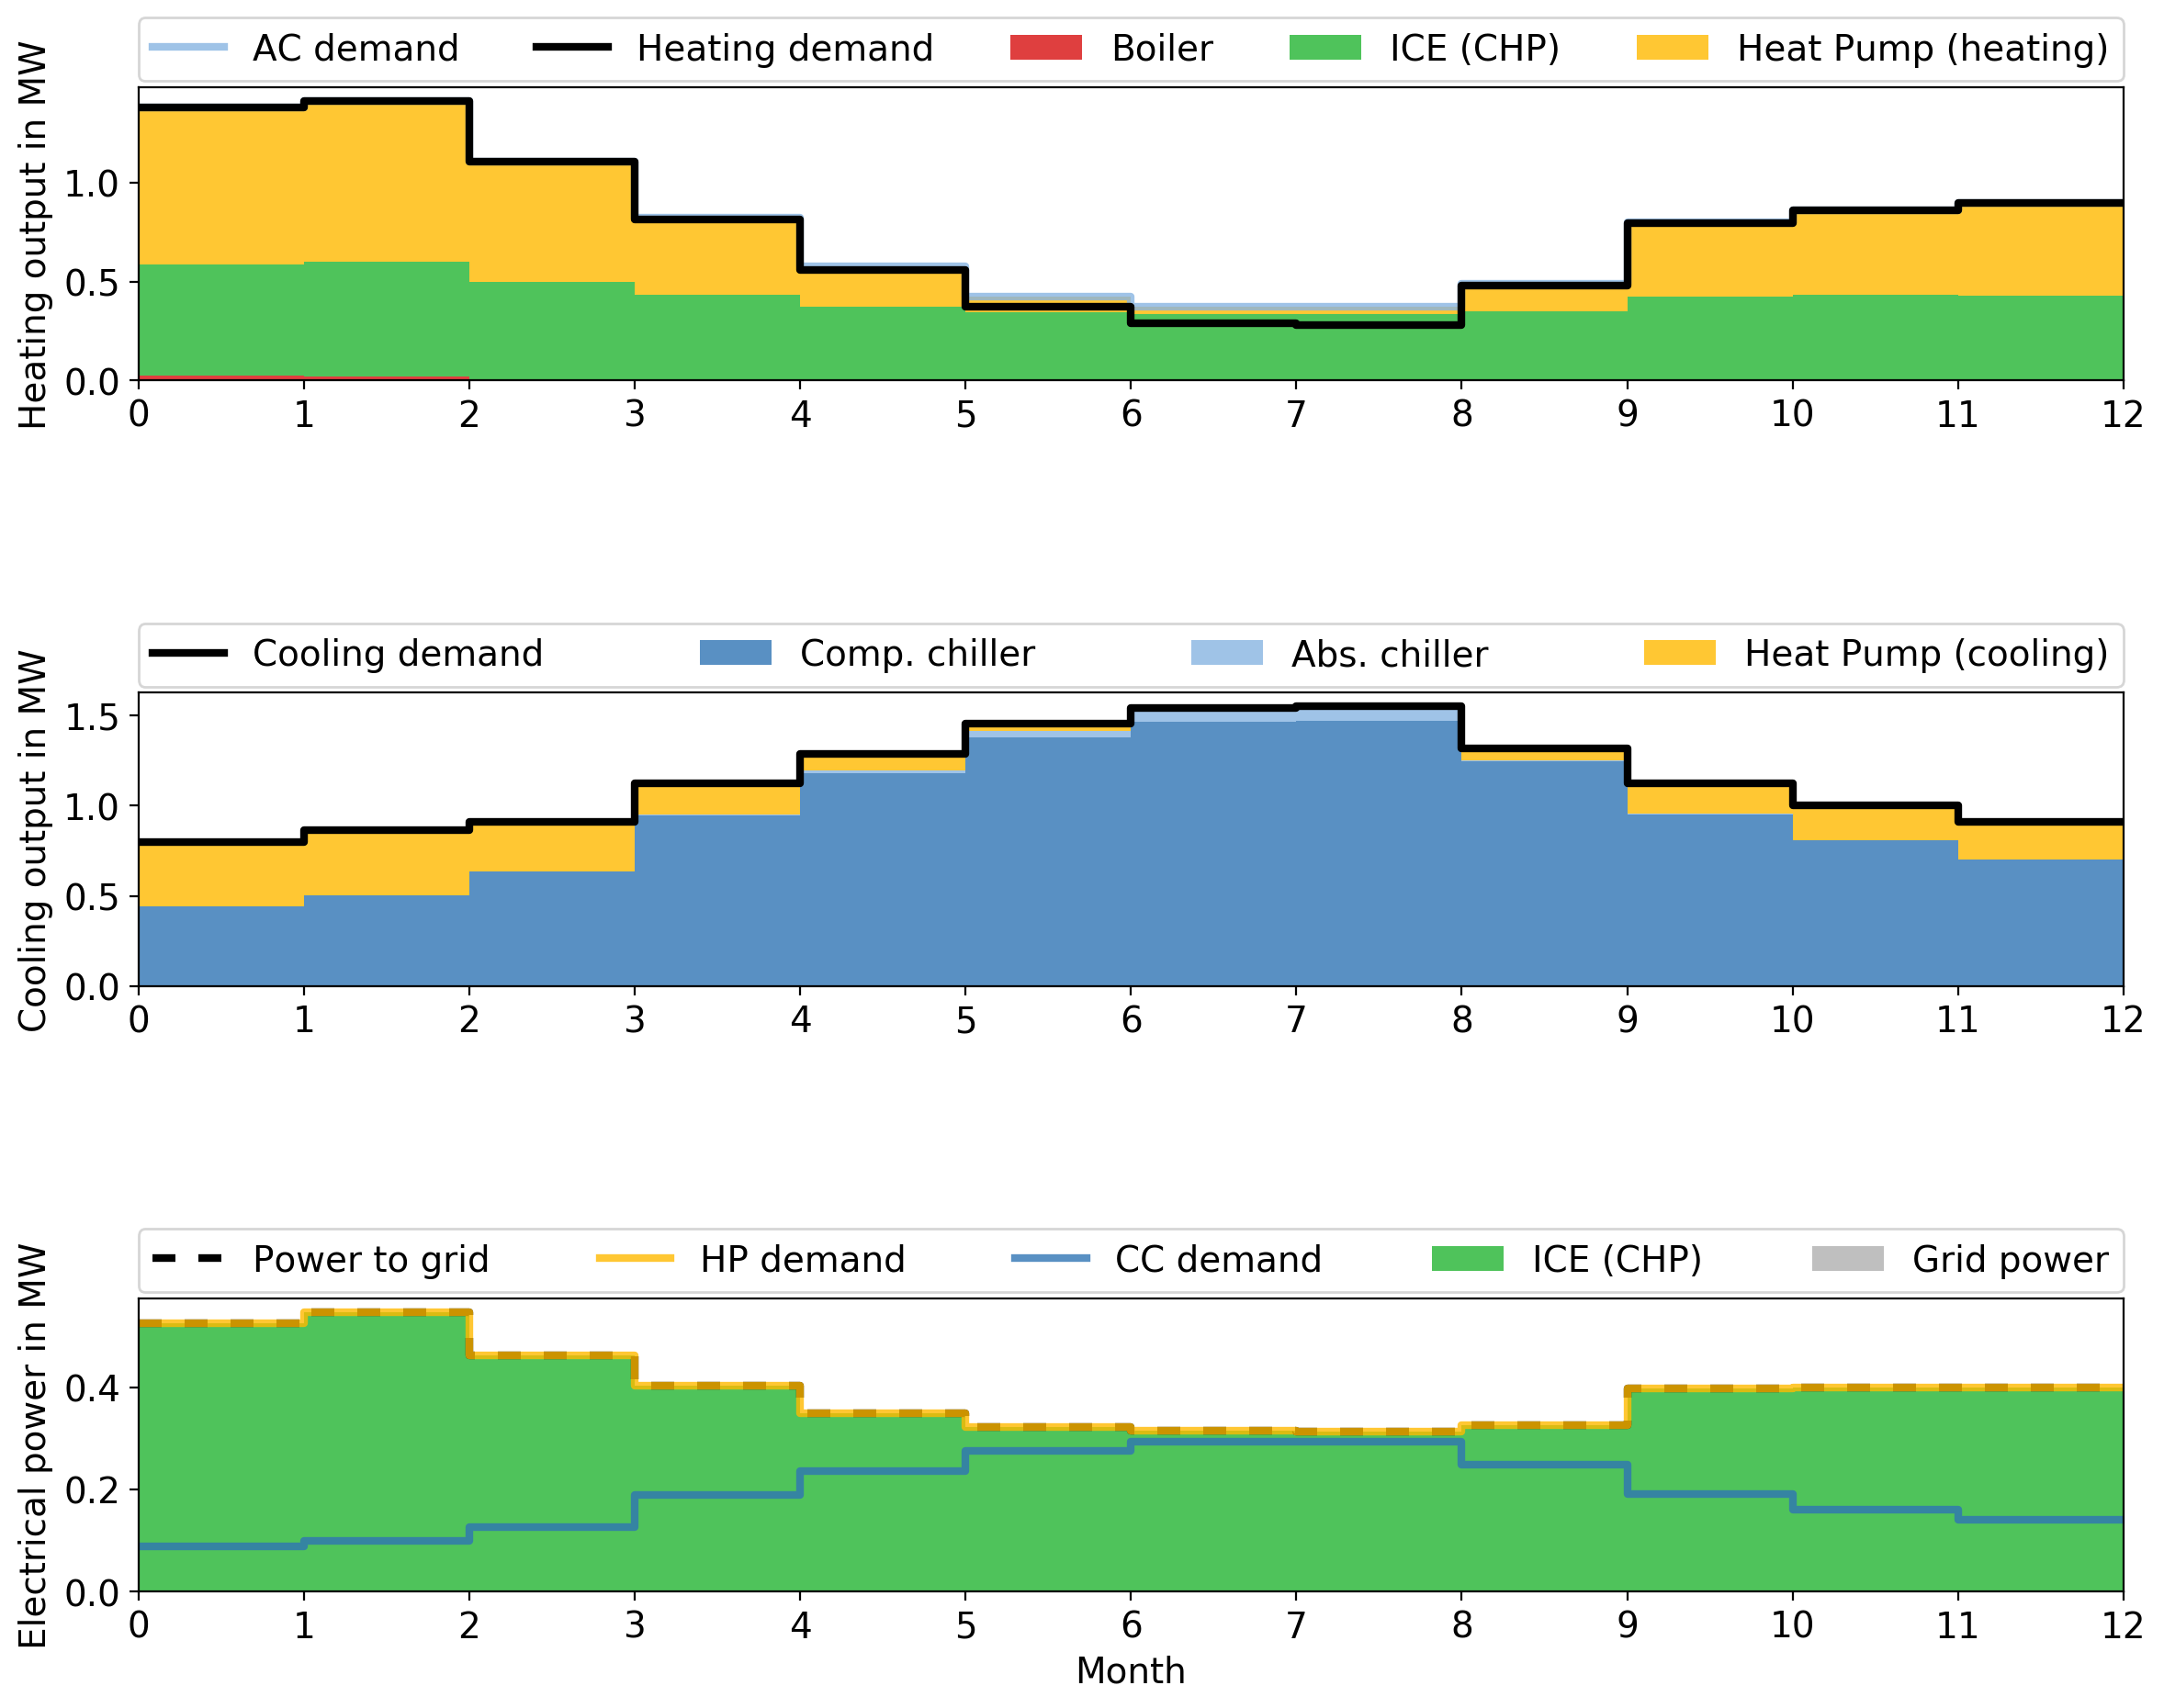 AC demand Heating demand Boiler ICE (CHP) Heat Pump (heating)
Heating output in MW
1.0
0.5
0.0
0 1 2 3 4 5 6 7 8 9 10 11 12
Cooling demand Comp. chiller Abs. chiller Heat Pump (cooling)
Cooling output in MW
1.5
1.0
0.5
0.0
0 1 2 3 4 5 6 7 8 9 10 11 12
Power to grid HP demand CC demand ICE (CHP) Grid power
Electrical power in MW
0.4
0.2
0.0
0 1 2 3 4 5 6 7 8 9 10 11 12
Month